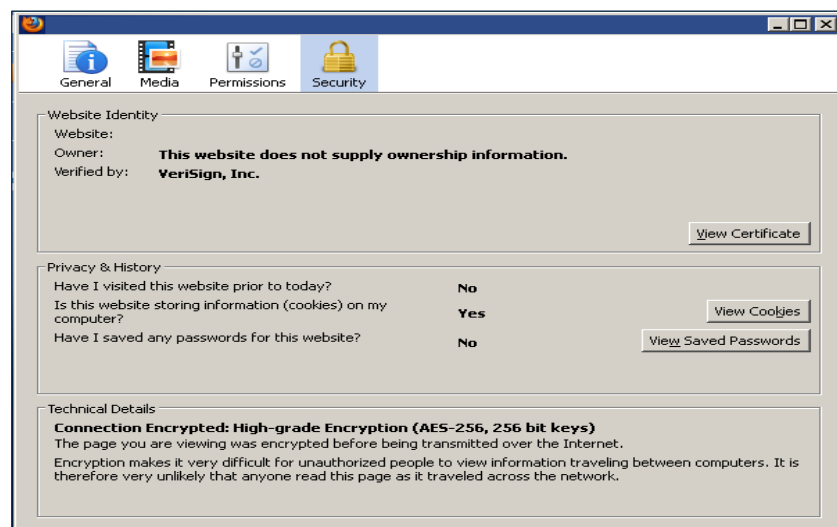 General Media Permissions Security
Website Identity
Website:
Owner: This website does not supply ownership information.
Verified by: VeriSign, Inc.
View Certificate
Privacy & History
Have I visited this website prior to today? No
Is this website storing information (cookies) on my
computer? Yes View Cookies
Have I saved any passwords for this website? No View Saved Passwords
Technical Details
Connection Encrypted: High-grade Encryption (AES-256, 256 bit keys)
The page you are viewing was encrypted before being transmitted over the Internet.
Encryption makes it very difficult for unauthorized people to view information traveling between computers. It is
therefore very unlikely that anyone read this page as it traveled across the network.